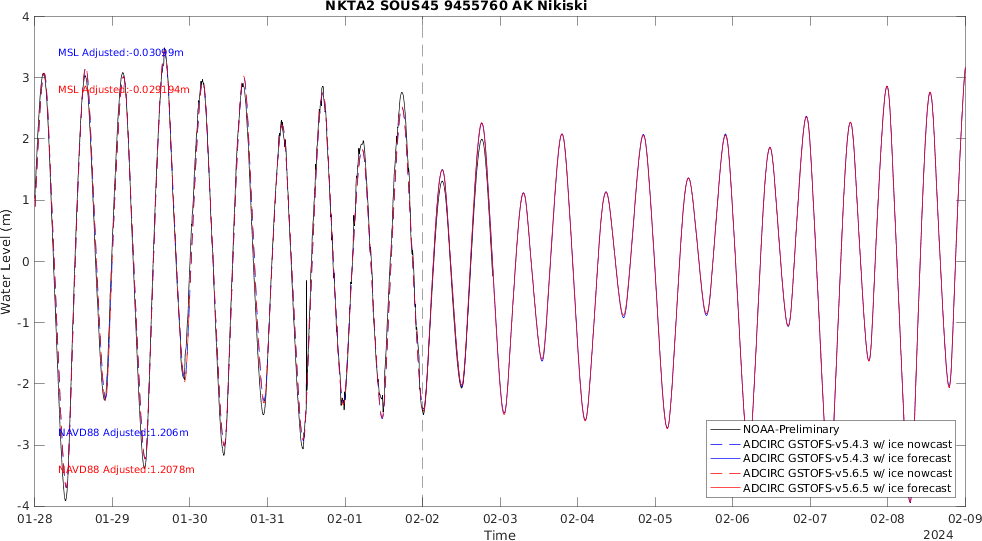 NKTA2 SOUS45 9455760 AK Nikiski
4
MSL Adjusted:-0.03099m
3
MSL Adjusted:-0.029194m
2
1
0
-1
-2
-3
-4
Water Level (m)
NAVD88 Adjusted:1.206m
NAVD88 Adjusted:1.2078m
NOAA-Preliminary
ADCIRC GSTOFS-v5.4.3 w/ ice nowcast
ADCIRC GSTOFS-v5.4.3 w/ ice forecast
ADCIRC GSTOFS-v5.6.5 w/ ice nowcast
ADCIRC GSTOFS-v5.6.5 w/ ice forecast
01-28 01-29 01-30 01-31 02-01 02-02 02-03 02-04 02-05 02-06 02-07 02-08 02-09
Time
2024